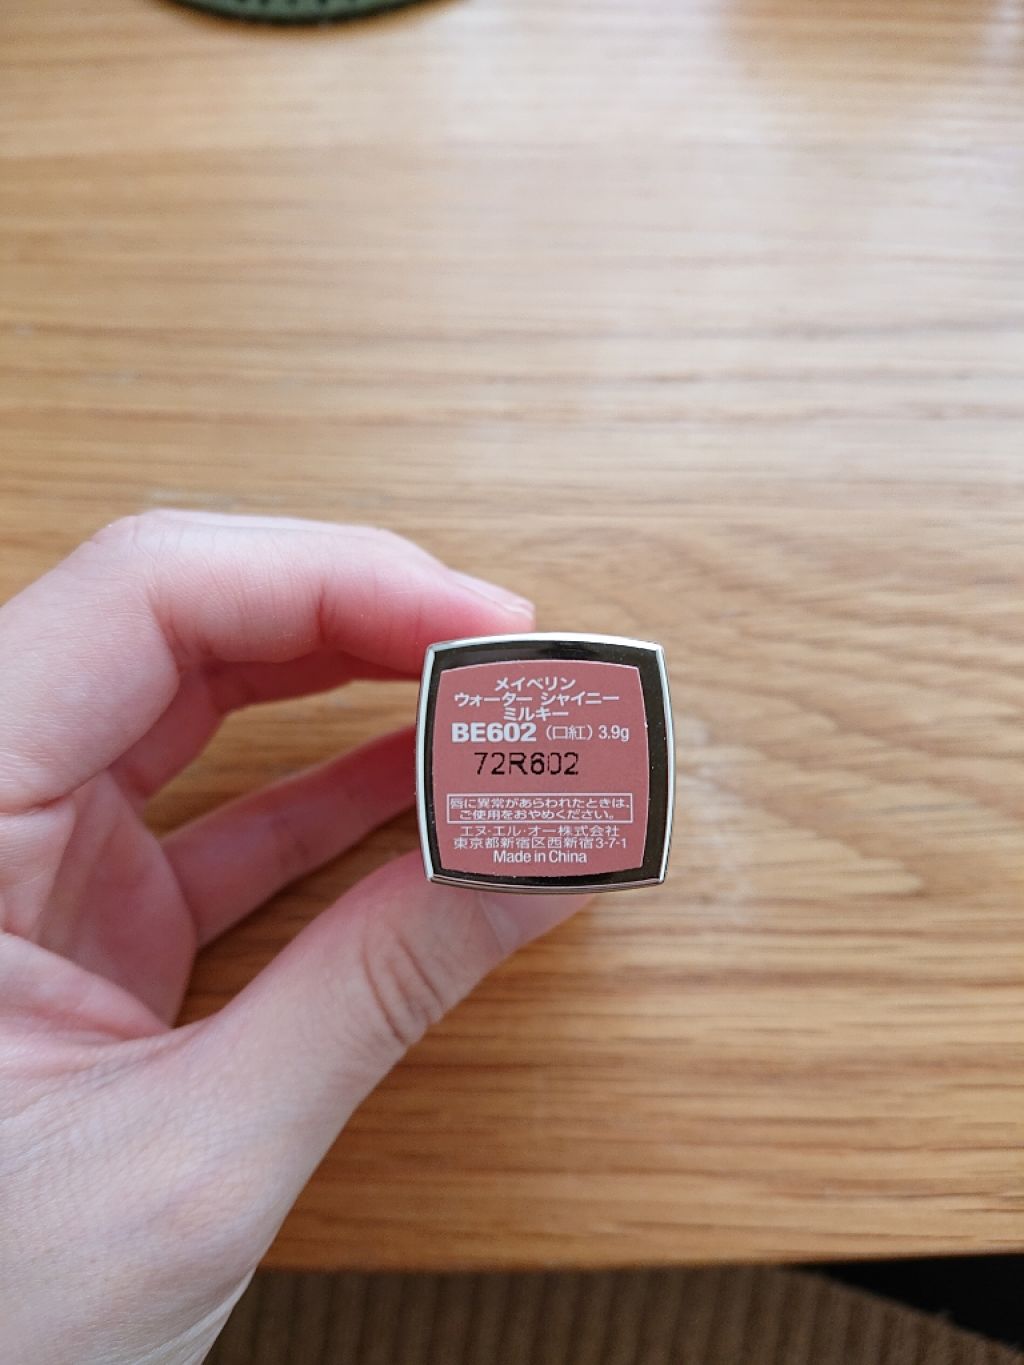 メイベリン
ウォーター シャイニー
ミルキー
BE602 (口紅) 3.9g
72R602
唇に異常があらわれたときは、
ご使用をおやめください。
エヌ・エル・オー株式会社
東京都新宿区西新宿3-7-1
Made in China